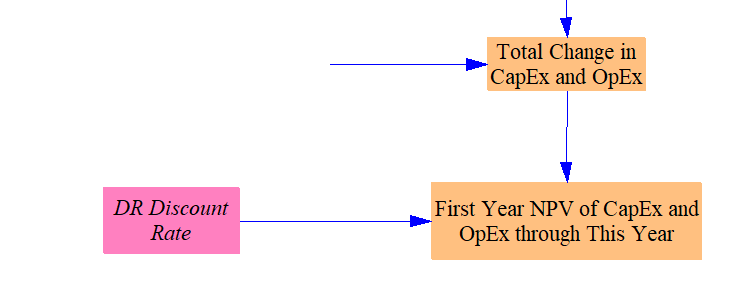 Total Change in
CapEx and OpEx
DR Discount
Rate
First Year NPV of CapEx and
OpEx through This Year